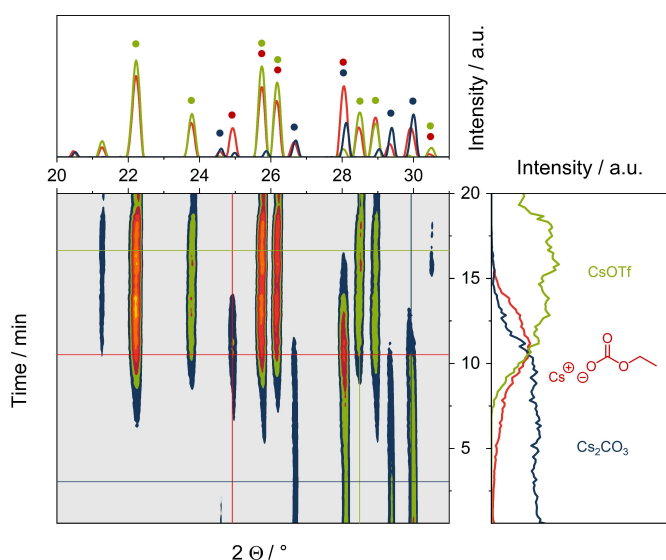 Intensity / a.u.
20 22 24 26 28 30
Intensity / a.u.
Time / min
20
15
10
5
CsOTf
O
Cs⊕ ⊖O O
Cs₂CO₃
2 Θ / °